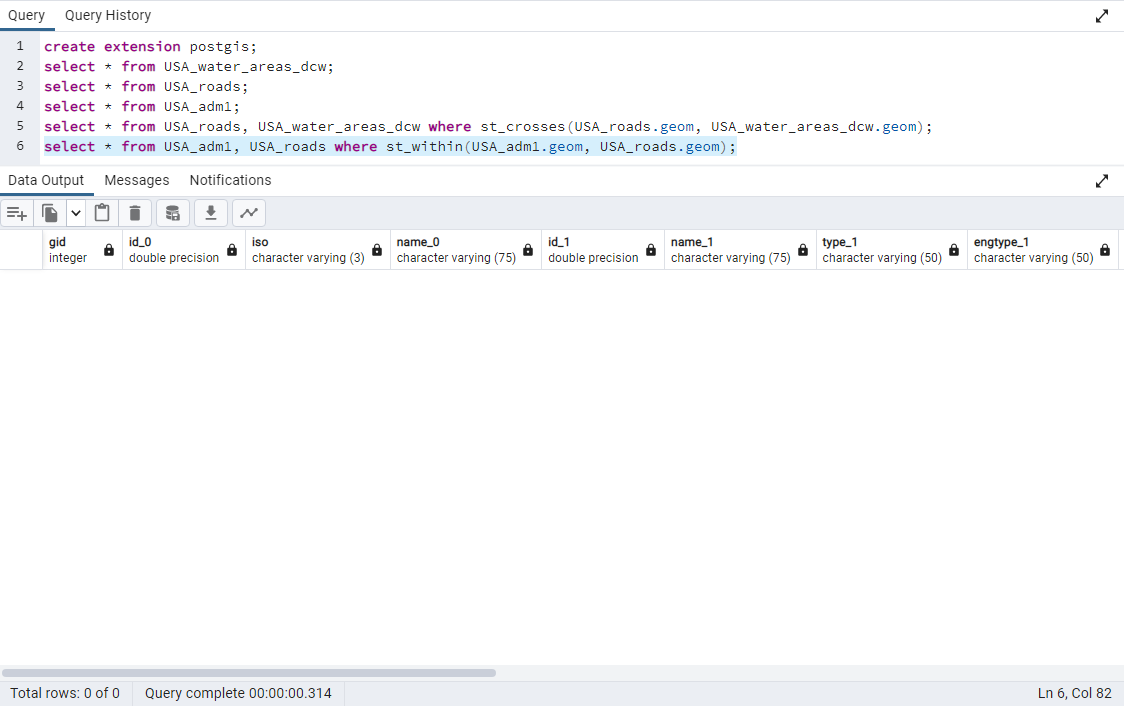 Query Query History
1 create extension postgis;
2 select * from USA_water_areas_dcw;
3 select * from USA_roads;
4 select * from USA_adm1;
5 select * from USA_roads, USA_water_areas_dcw where st_crosses(USA_roads.geom, USA_water_areas_dcw.geom);
6 select * from USA_adm1, USA_roads where st_within(USA_adm1.geom, USA_roads.geom);
Data Output Messages Notifications
gid id_0 iso name_0 id_1 name_1 type_1 engtype_1
integer double precision character varying (3) character varying (75) double precision character varying (75) character varying (50) character varying (50)
Total rows: 0 of 0 Query complete 00:00:00.314 Ln 6, Col 82